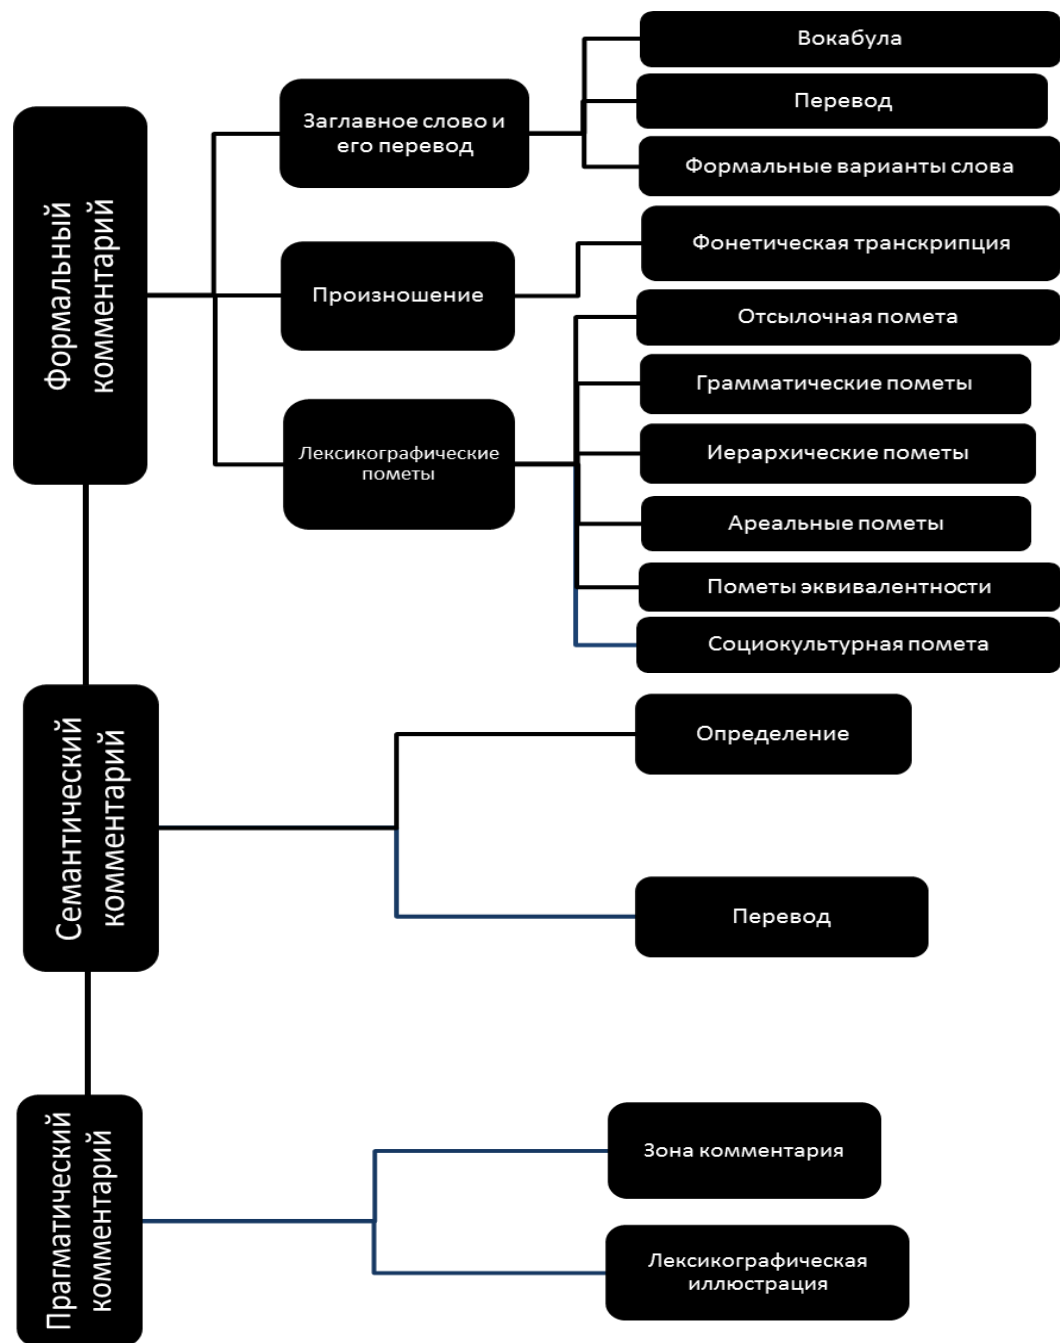 Формальный
комментарий
Заглавное слово и
его перевод
Вокабула
Перевод
Формальные варианты слова
Произношение
Фонетическая транскрипция
Лексикографические
пометы
Отсылочная помета
Грамматические пометы
Иерархические пометы
Ареальные пометы
Пометы эквивалентности
Социокультурная помета
Семантический
комментарий
Определение
Перевод
Прагматический
комментарий
Зона комментария
Лексикографическая
иллюстрация